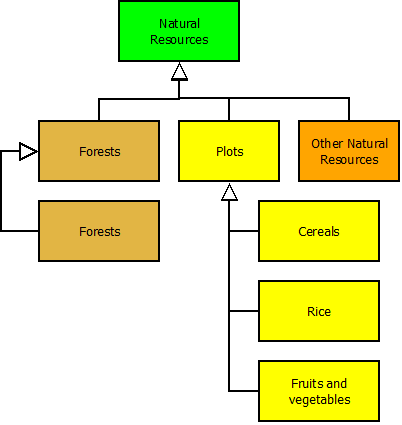 Natural
Resources
Forests
Plots
Other Natural
Resources
Forests
Cereals
Rice
Fruits and
vegetables